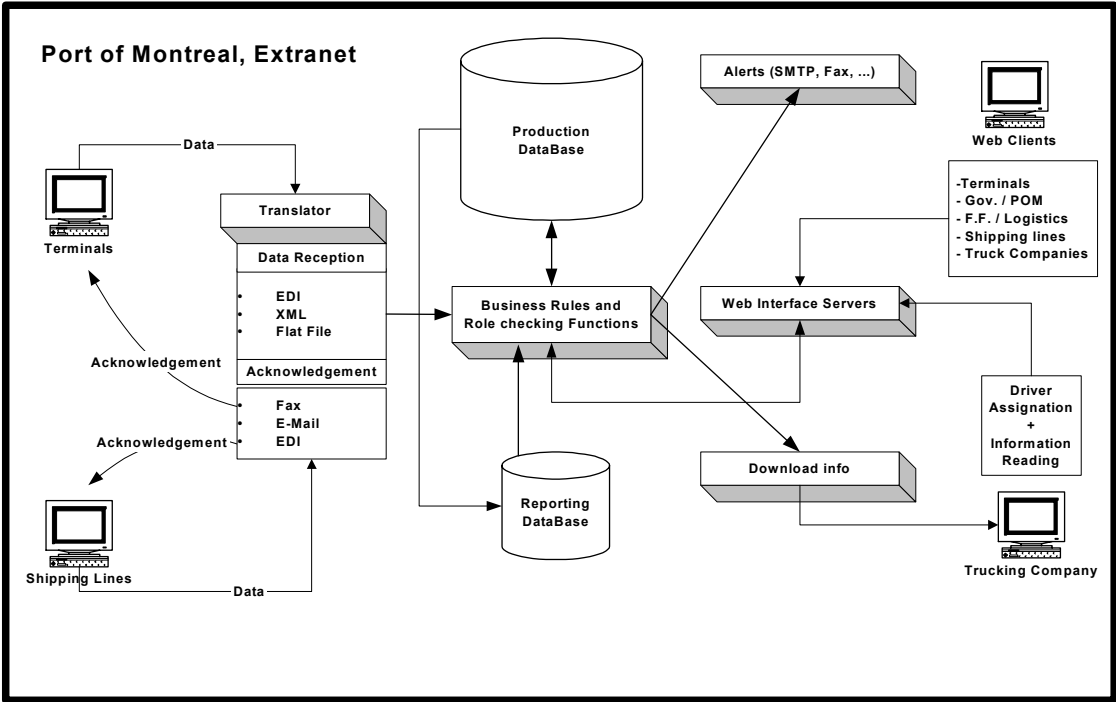 Port of Montreal, Extranet
Data
Terminals
Translator
Data Reception
• EDI
• XML
• Flat File
Acknowledgement
• Fax
• E-Mail
• EDI
Acknowledgement
Acknowledgement
Shipping Lines
Data
Production
DataBase
Business Rules and
Role checking Functions
Reporting
DataBase
Alerts (SMTP, Fax, ...)
Web Clients
-Terminals
- Gov. / POM
- F.F. / Logistics
- Shipping lines
- Truck Companies
Web Interface Servers
Driver
Assignation
+
Information
Reading
Download info
Trucking Company